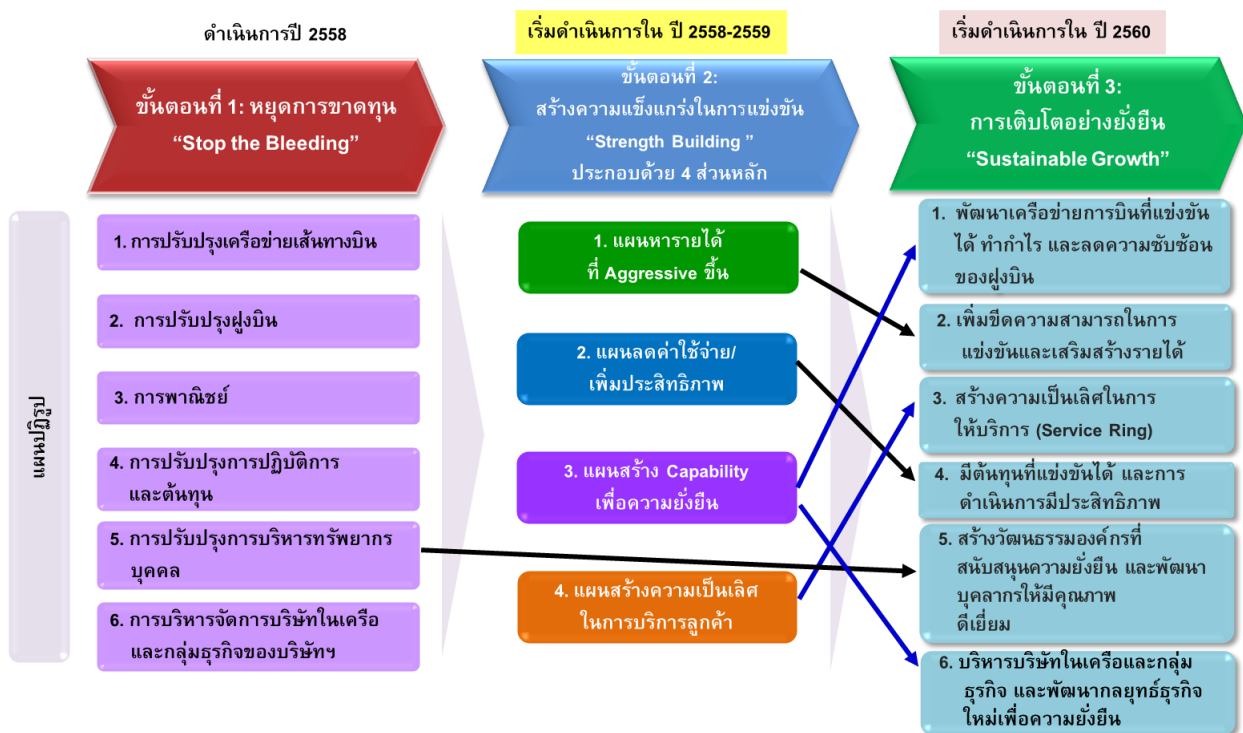 ดำเนินการปี 2558
เริ่มดำเนินการใน ปี 2558-2559
เริ่มดำเนินการใน ปี 2560
ขั้นตอนที่ 1: หยุดการขาดทุน
“Stop the Bleeding”
ขั้นตอนที่ 2:
สร้างความแข็งแกร่งในการแข่งขัน
“Strength Building ”
ประกอบด้วย 4 ส่วนหลัก
ขั้นตอนที่ 3:
การเติบโตอย่างยั่งยืน
“Sustainable Growth”
แผนปฏิรูป
1. การปรับปรุงเครือข่ายเส้นทางบิน
2. การปรับปรุงฝูงบิน
3. การพาณิชย์
4. การปรับปรุงการปฏิบัติการ
และต้นทุน
5. การปรับปรุงการบริหารทรัพยากร
บุคคล
6. การบริหารจัดการบริษัทในเครือ
และกลุ่มธุรกิจของบริษัทฯ
1. แผนหารายได้
ที่ Aggressive ขึ้น
2. แผนลดค่าใช้จ่าย/
เพิ่มประสิทธิภาพ
3. แผนสร้าง Capability
เพื่อความยั่งยืน
4. แผนสร้างความเป็นเลิศ
ในการบริการลูกค้า
1. พัฒนาเครือข่ายการบินที่แข่งขัน
ได้ ทำกำไร และลดความซับซ้อน
ของฝูงบิน
2. เพิ่มขีดความสามารถในการ
แข่งขันและเสริมสร้างรายได้
3. สร้างความเป็นเลิศในการ
ให้บริการ (Service Ring)
4. มีต้นทุนที่แข่งขันได้ และการ
ดำเนินการมีประสิทธิภาพ
5. สร้างวัฒนธรรมองค์กรที่
สนับสนุนความยั่งยืน และพัฒนา
บุคลากรให้มีคุณภาพ
ดีเยี่ยม
6. บริหารบริษัทในเครือและกลุ่ม
ธุรกิจ และพัฒนากลยุทธ์ธุรกิจ
ใหม่เพื่อความยั่งยืน